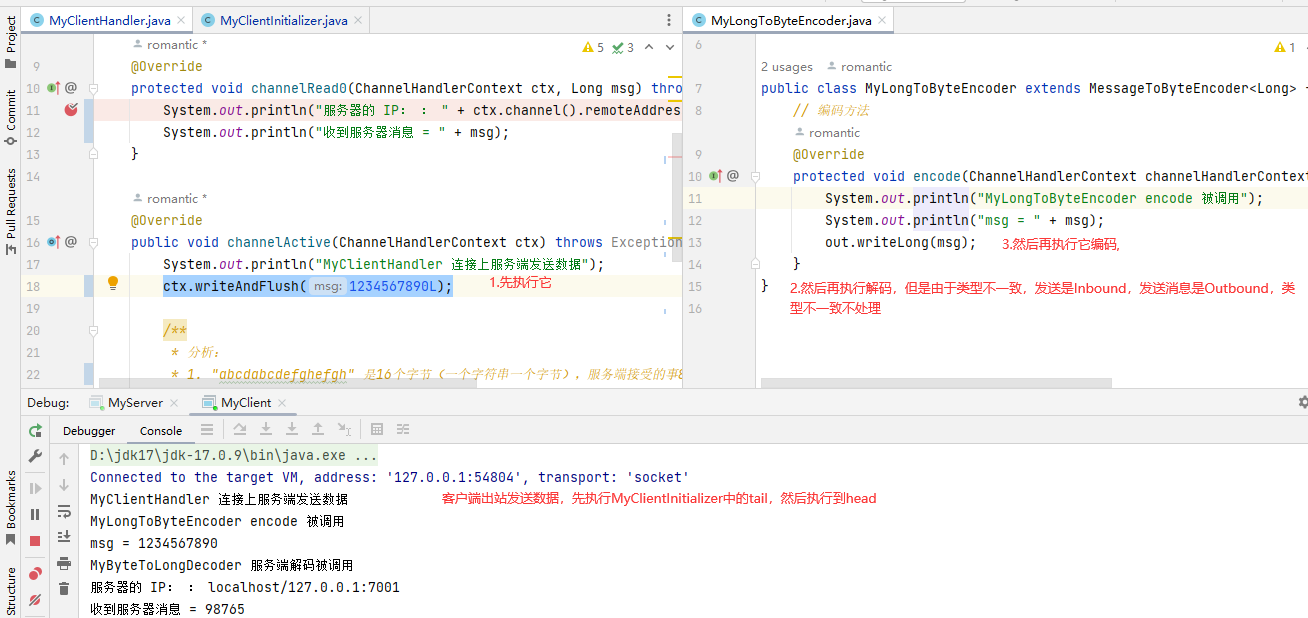 MyClientHandler.java
MyClientInitializer.java
MyLongToByteEncoder.java
Project
Commit
Pull Requests
Bookmarks
Structure
romantic *
5 3
9 @Override
10 protected void channelRead0(ChannelHandlerContext ctx, Long msg) thro
11 System.out.println("服务器的 IP： ： " + ctx.channel().remoteAddres
12 System.out.println("收到服务器消息 = " + msg);
13 }
14
romantic *
15 @Override
16 public void channelActive(ChannelHandlerContext ctx) throws Exception
17 System.out.println("MyClientHandler 连接上服务端发送数据");
18 ctx.writeAndFlush( msg: 1234567890L); 1.先执行它
19
20 /**
21 * 分析：
22 * 1. "abcdabcdefghefgh" 是16个字节（一个字符串一个字节），服务端接受的事
6
1
2 usages romantic
7 public class MyLongToByteEncoder extends MessageToByteEncoder<Long> {
8 // 编码方法
romantic
9 @Override
10 protected void encode(ChannelHandlerContext channelHandlerContext
11 System.out.println("MyLongToByteEncoder encode 被调用");
12 System.out.println("msg = " + msg);
13 out.writeLong(msg); 3.然后再执行它编码,
14 }
15 } 2.然后再执行解码，但是由于类型不一致，发送是Inbound，发送消息是Outbound，类
16 型不一致不处理
Debug: MyServer MyClient
Debugger Console
D:\jdk17\jdk-17.0.9\bin\java.exe ...
Connected to the target VM, address: '127.0.0.1:54804', transport: 'socket'
MyClientHandler 连接上服务端发送数据 客户端出站发送数据，先执行MyClientInitializer中的tail，然后执行到head
MyLongToByteEncoder encode 被调用
msg = 1234567890
MyByteToLongDecoder 服务端解码被调用
服务器的 IP： ： localhost/127.0.0.1:7001
收到服务器消息 = 98765